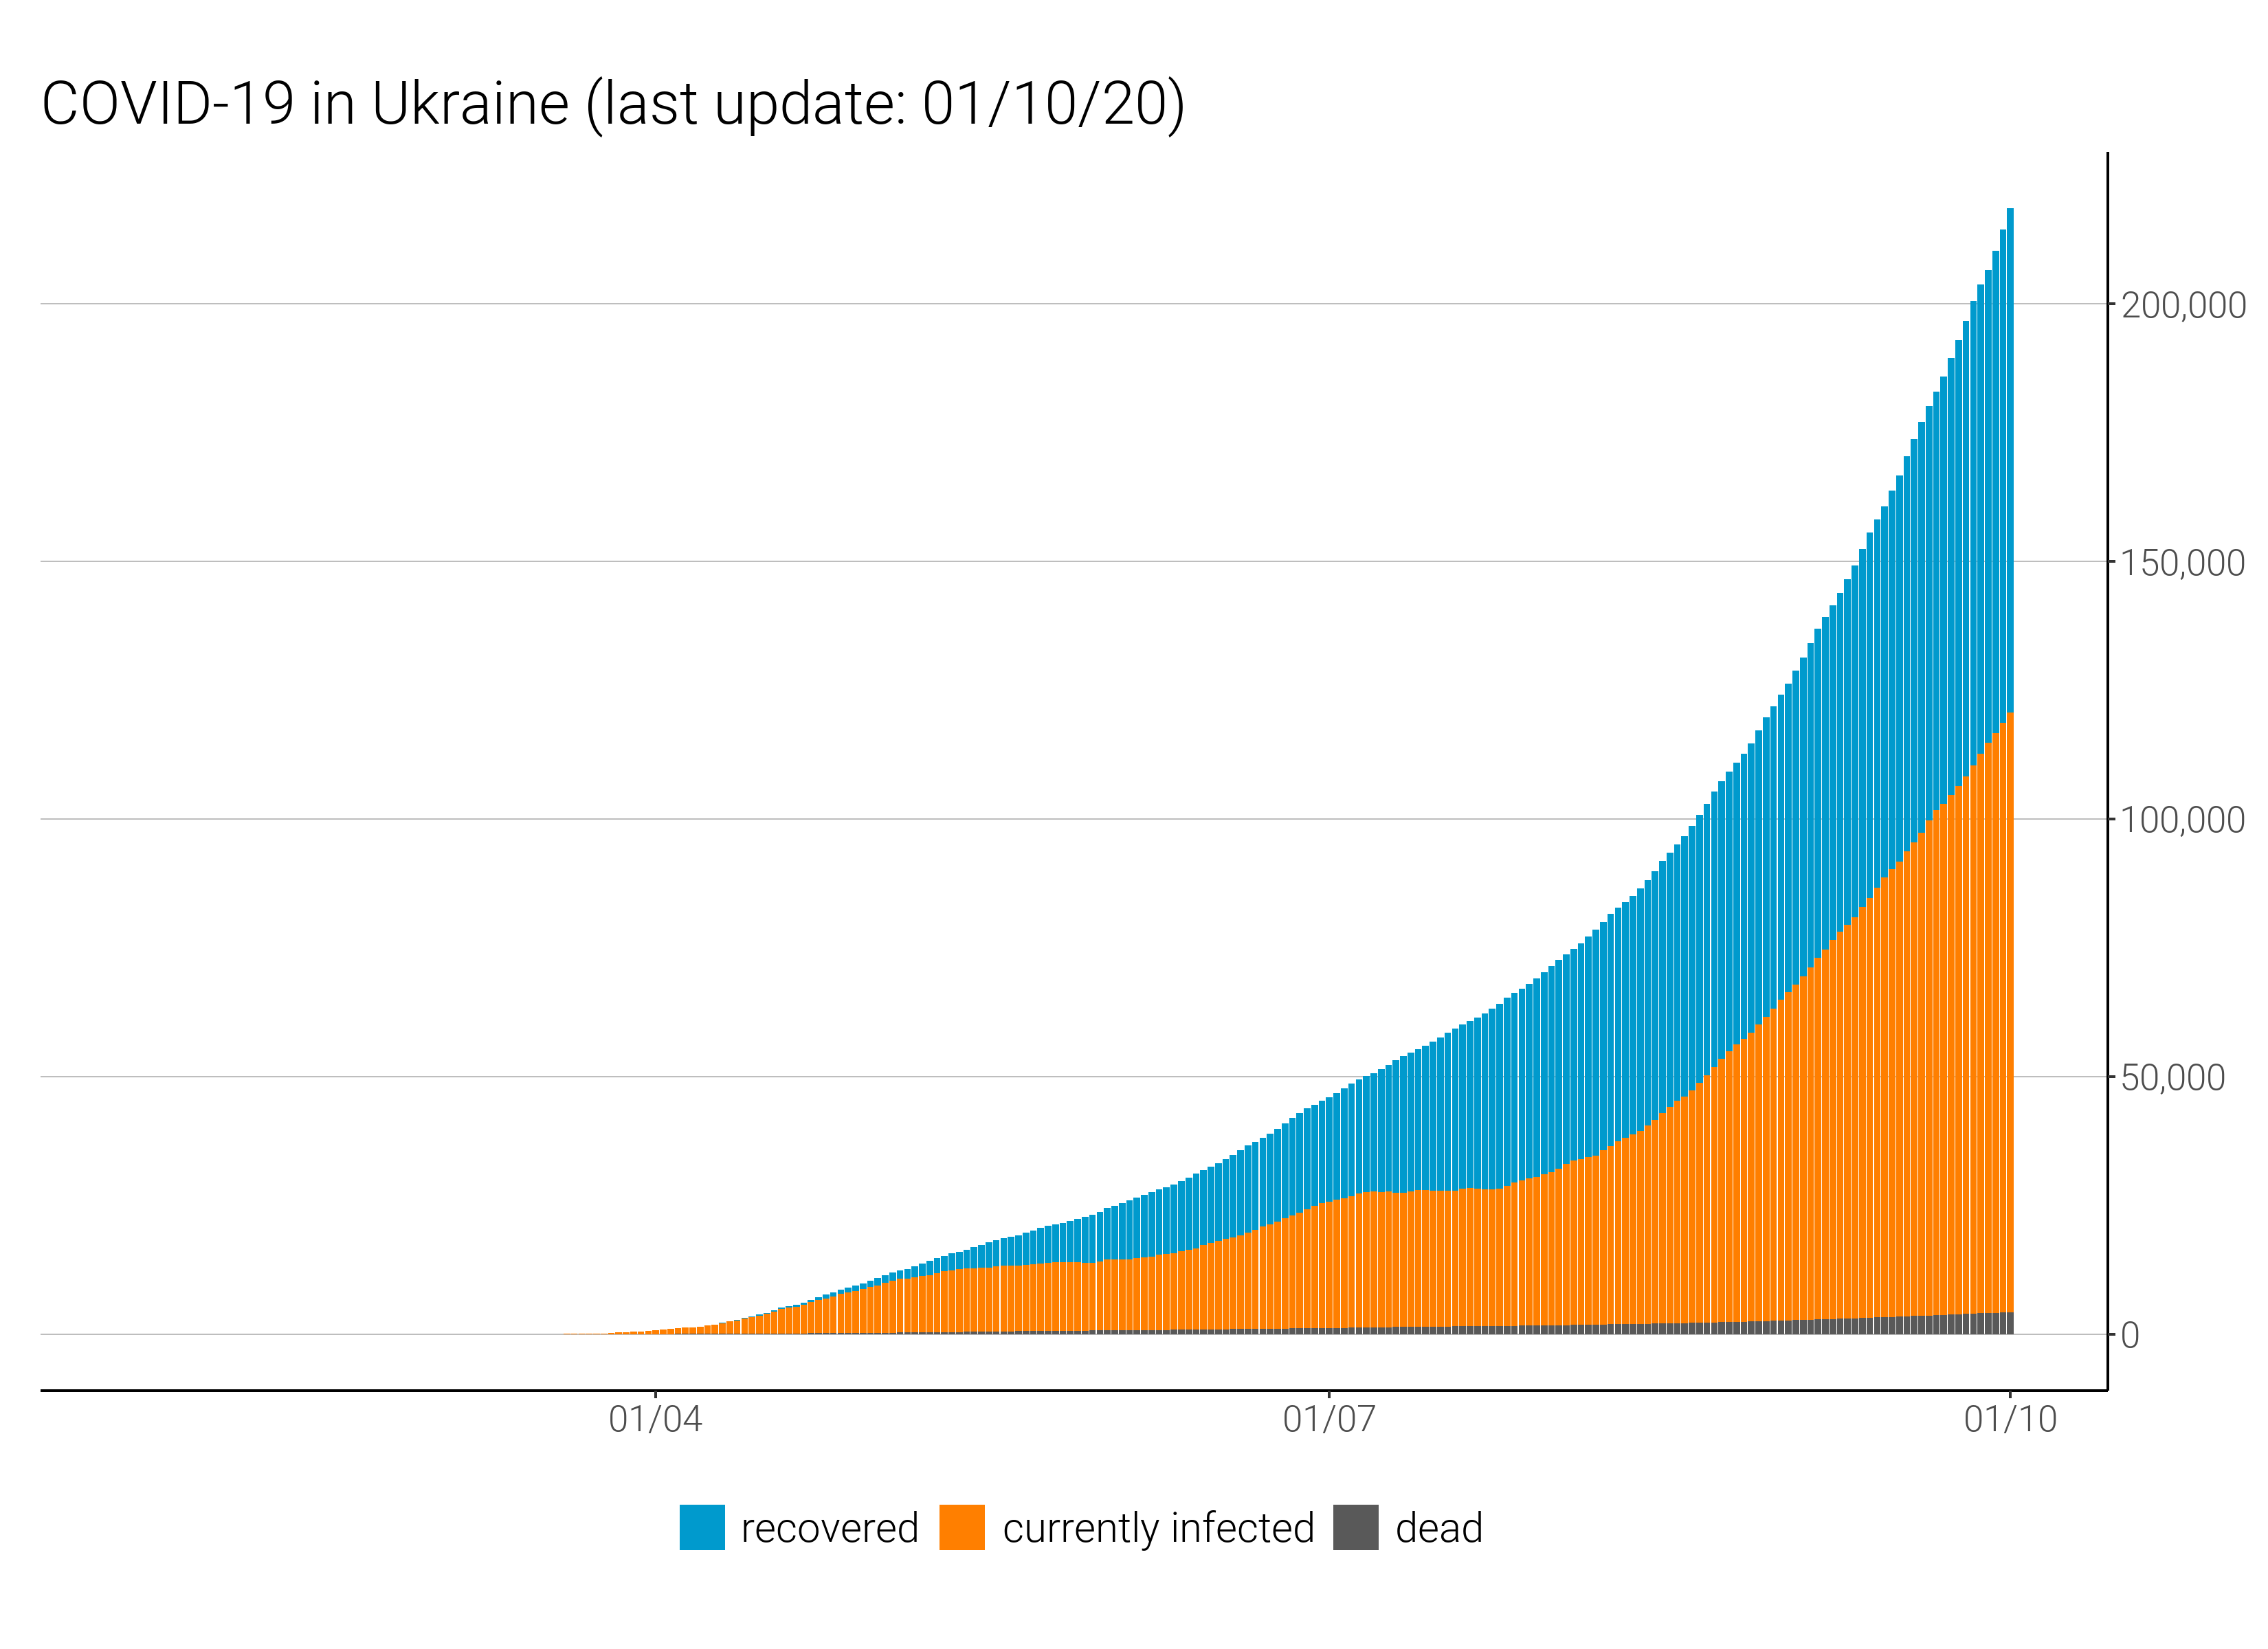 COVID-19 in Ukraine (last update: 01/10/20)
200,000
150,000
100,000
50,000
0
01/04 01/07 01/10
recovered currently infected dead